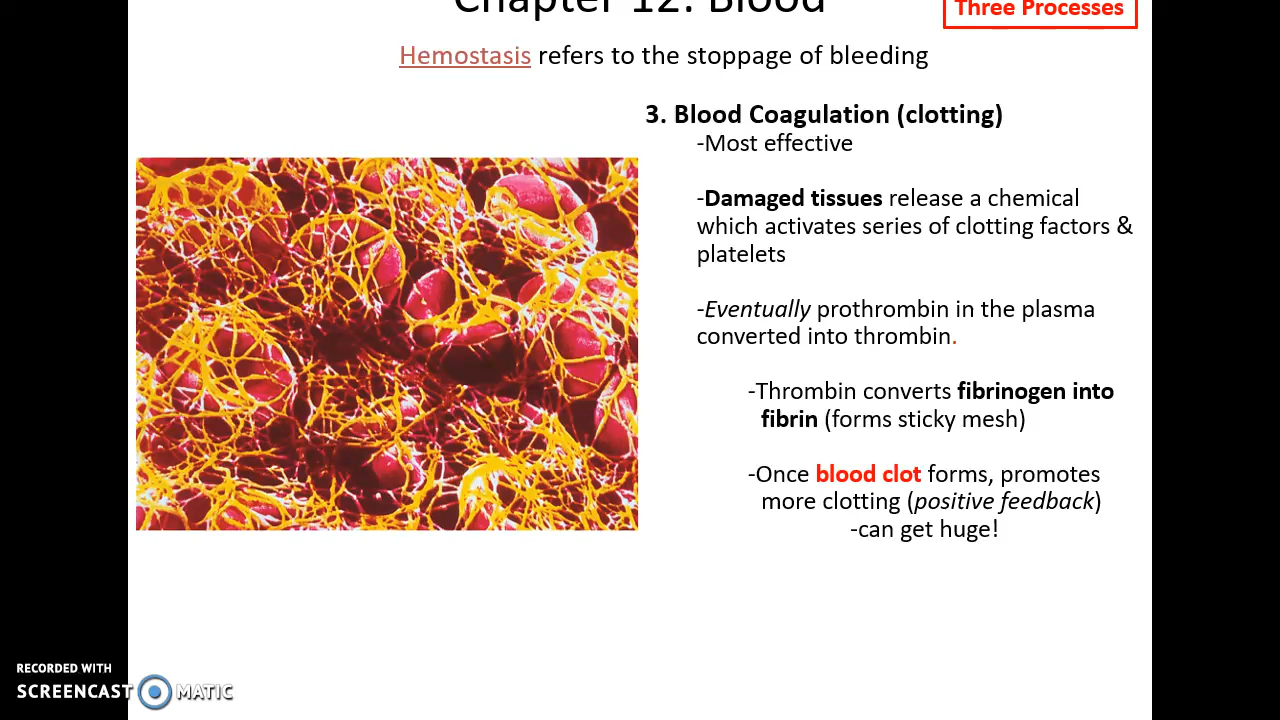 Chapter 12: Blood
Three Processes
Hemostasis refers to the stoppage of bleeding
3. Blood Coagulation (clotting)
-Most effective
-Damaged tissues release a chemical
which activates series of clotting factors &
platelets
-Eventually prothrombin in the plasma
converted into thrombin.
-Thrombin converts fibrinogen into
fibrin (forms sticky mesh)
-Once blood clot forms, promotes
more clotting (positive feedback)
-can get huge!
RECORDED WITH
SCREENCAST MATIC